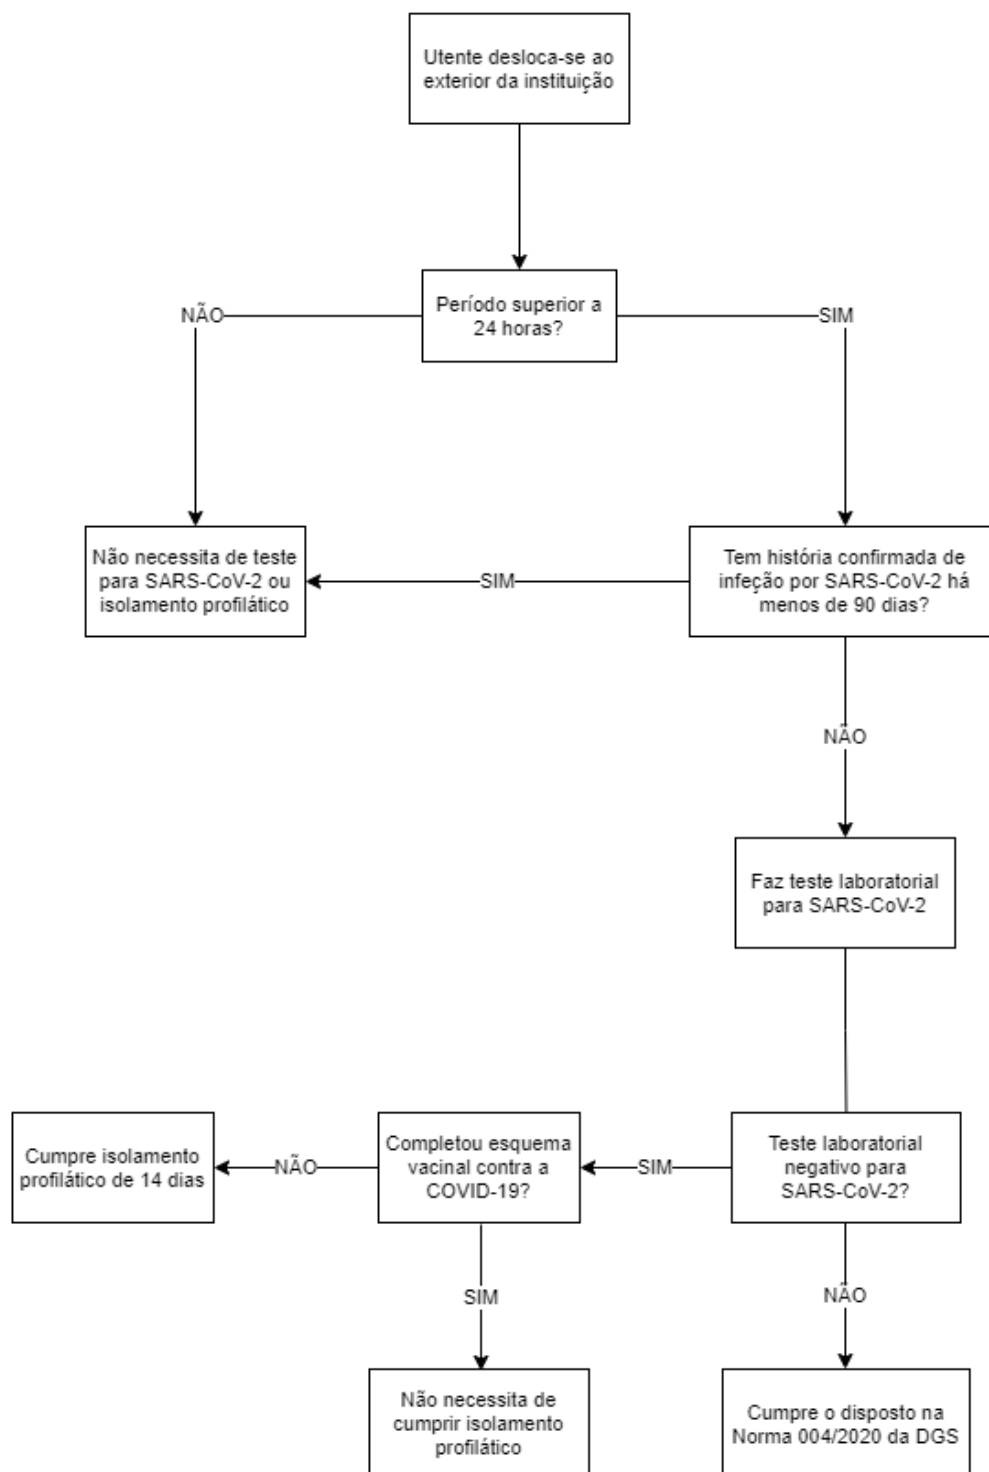 Utente desloca-se ao
exterior da instituição
Período superior a
24 horas?
NÃO
SIM
Não necessita de teste
para SARS-CoV-2 ou
isolamento profilático
SIM
Tem história confirmada de
infeção por SARS-CoV-2 há
menos de 90 dias?
NÃO
Faz teste laboratorial
para SARS-CoV-2
Cumpre isolamento
profilático de 14 dias
NÃO
Completou esquema
vacinal contra a
COVID-19?
SIM
Teste laboratorial
negativo para
SARS-CoV-2?
SIM
NÃO
Não necessita de
cumprir isolamento
profilático
Cumpre o disposto na
Norma 004/2020 da DGS